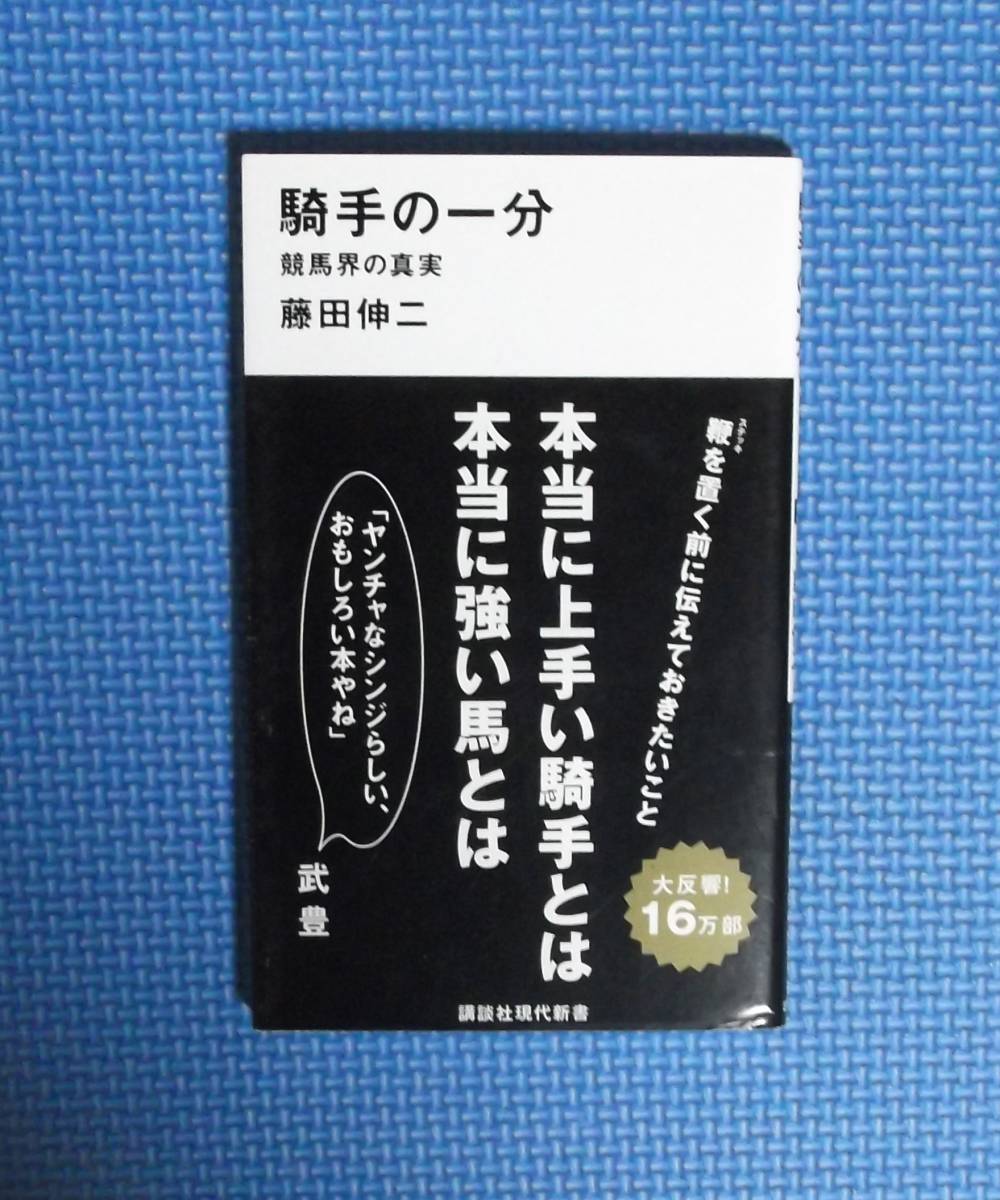 騎手の一分
競馬界の真実
藤田伸二
鞭を置く前に伝えておきたいこと
ステッキ
本当に上手い騎手とは
本当に強い馬とは
「ヤンチャなシンジらしい、
おもしろい本やね」
武豊
大反響!
16万部
講談社現代新書